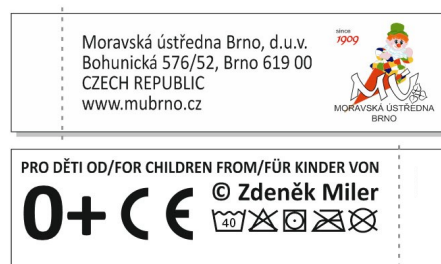 Moravská ústředna Brno, d.u.v.
Bohunická 576/52, Brno 619 00
CZECH REPUBLIC
www.mubrno.cz
since
1909
MU
MORAVSKÁ ÚSTŘEDNA
BRNO
PRO DĚTI OD/FOR CHILDREN FROM/FÜR KINDER VON
0+ CE
© Zdeněk Miler
40